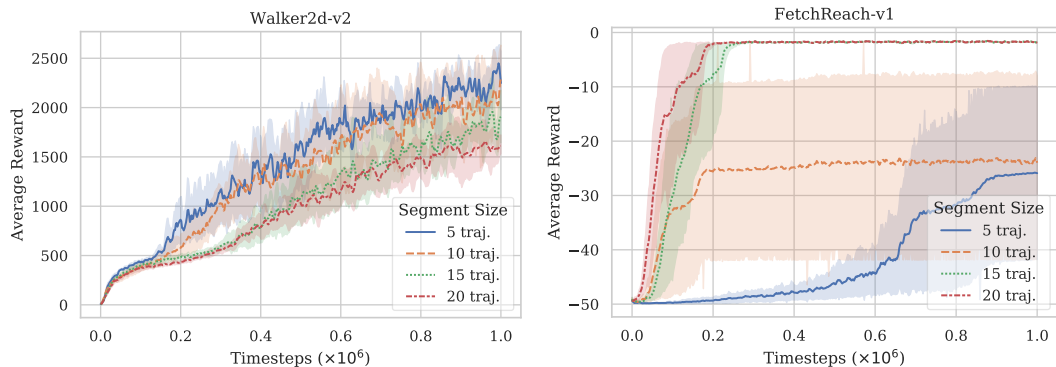 Walker2d-v2
Average Reward
2500
2000
1500
1000
500
0
0.0 0.2 0.4 0.6 0.8 1.0
Timesteps (×10⁶)
Segment Size
5 traj.
10 traj.
15 traj.
20 traj.
FetchReach-v1
Average Reward
0
−10
−20
−30
−40
−50
0.0 0.2 0.4 0.6 0.8 1.0
Timesteps (×10⁶)
Segment Size
5 traj.
10 traj.
15 traj.
20 traj.